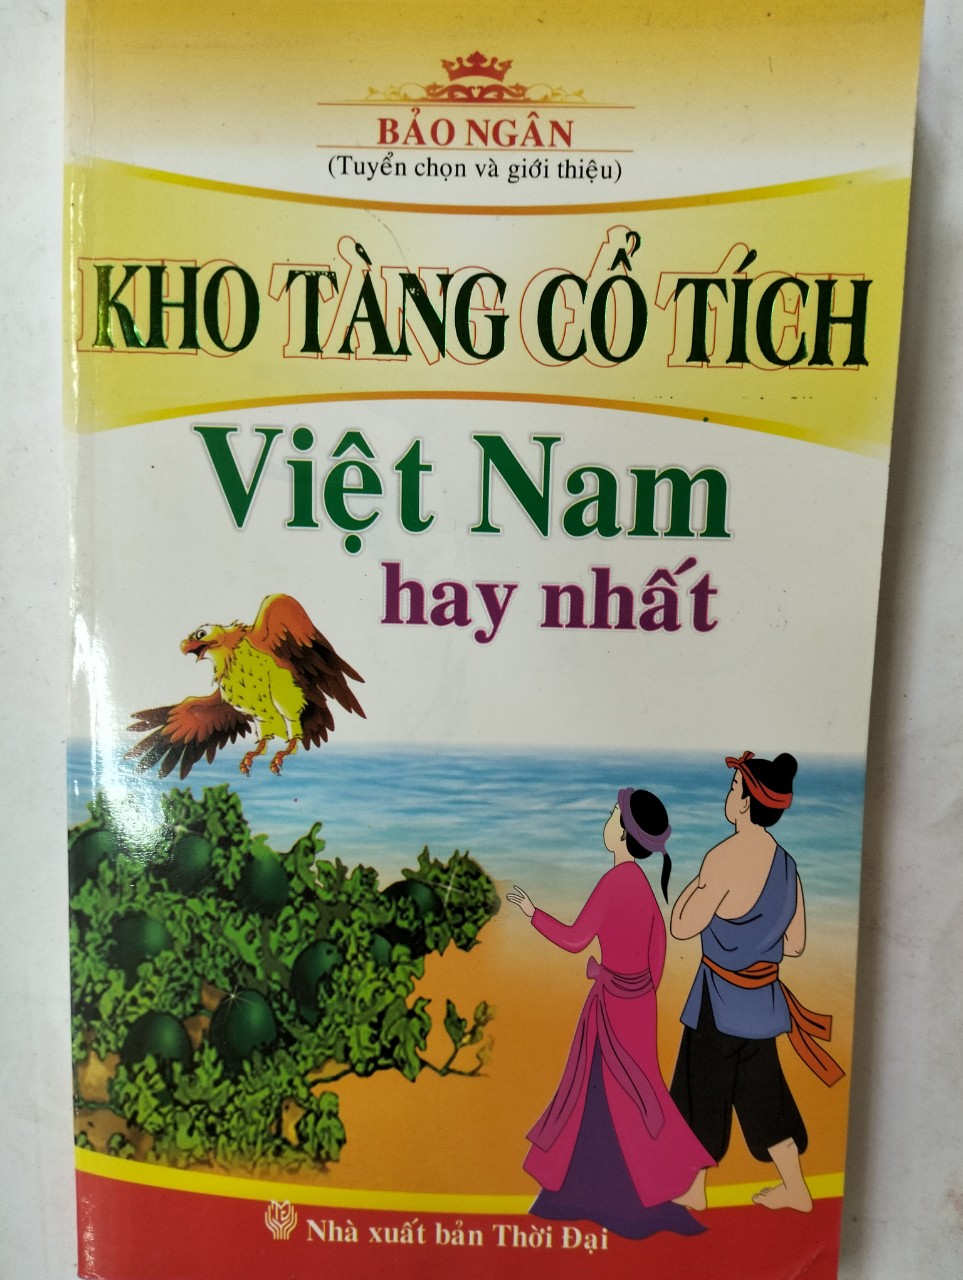 BẢO NGÂN
(Tuyển chọn và giới thiệu)
KHO TÀNG CỔ TÍCH
Việt Nam
hay nhất
Nhà xuất bản Thời Đại